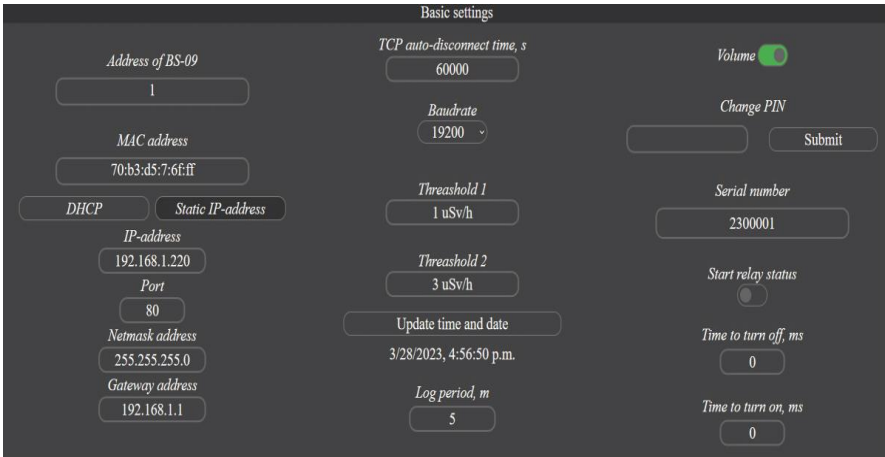 Basic settings
Address of BS-09
1
MAC address
70:b3:d5:7:6f:ff
DHCP
Static IP-address
IP-address
192.168.1.220
Port
80
Netmask address
255.255.255.0
Gateway address
192.168.1.1
TCP auto-disconnect time, s
60000
Baudrate
19200
Threashold 1
1 uSv/h
Threashold 2
3 uSv/h
Update time and date
3/28/2023, 4:56:50 p.m.
Log period, m
5
Volume
Change PIN
Submit
Serial number
2300001
Start relay status
Time to turn off, ms
0
Time to turn on, ms
0